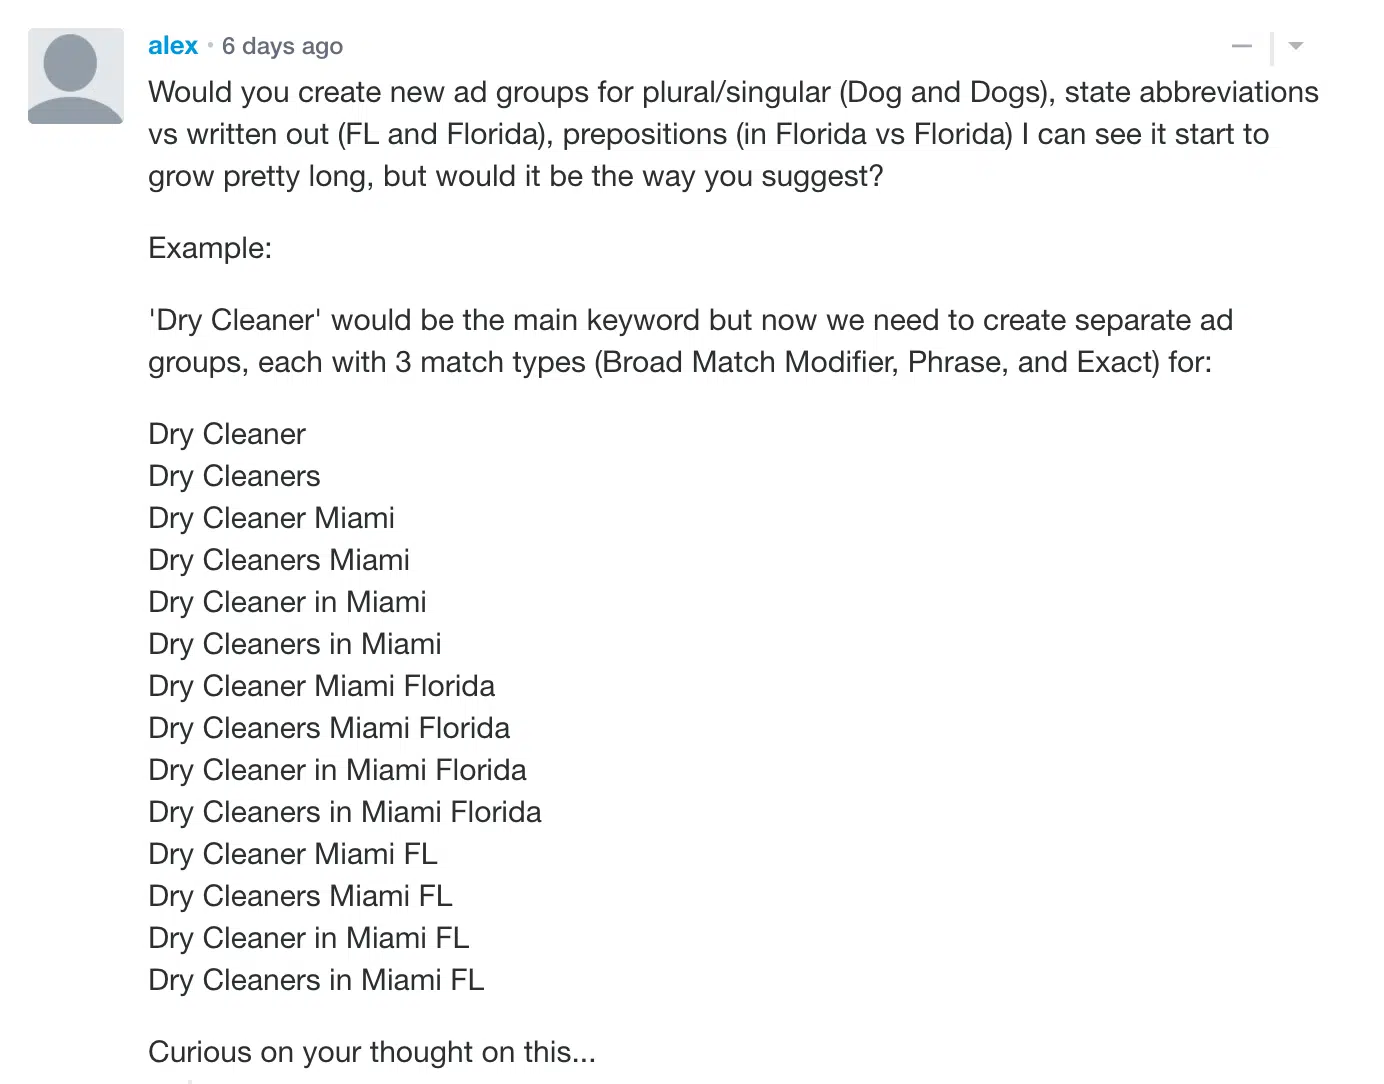 alex • 6 days ago
Would you create new ad groups for plural/singular (Dog and Dogs), state abbreviations
vs written out (FL and Florida), prepositions (in Florida vs Florida) I can see it start to
grow pretty long, but would it be the way you suggest?
Example:
'Dry Cleaner' would be the main keyword but now we need to create separate ad
groups, each with 3 match types (Broad Match Modifier, Phrase, and Exact) for:
Dry Cleaner
Dry Cleaners
Dry Cleaner Miami
Dry Cleaners Miami
Dry Cleaner in Miami
Dry Cleaners in Miami
Dry Cleaner Miami Florida
Dry Cleaners Miami Florida
Dry Cleaner in Miami Florida
Dry Cleaners in Miami Florida
Dry Cleaner Miami FL
Dry Cleaners Miami FL
Dry Cleaner in Miami FL
Dry Cleaners in Miami FL
Curious on your thought on this...